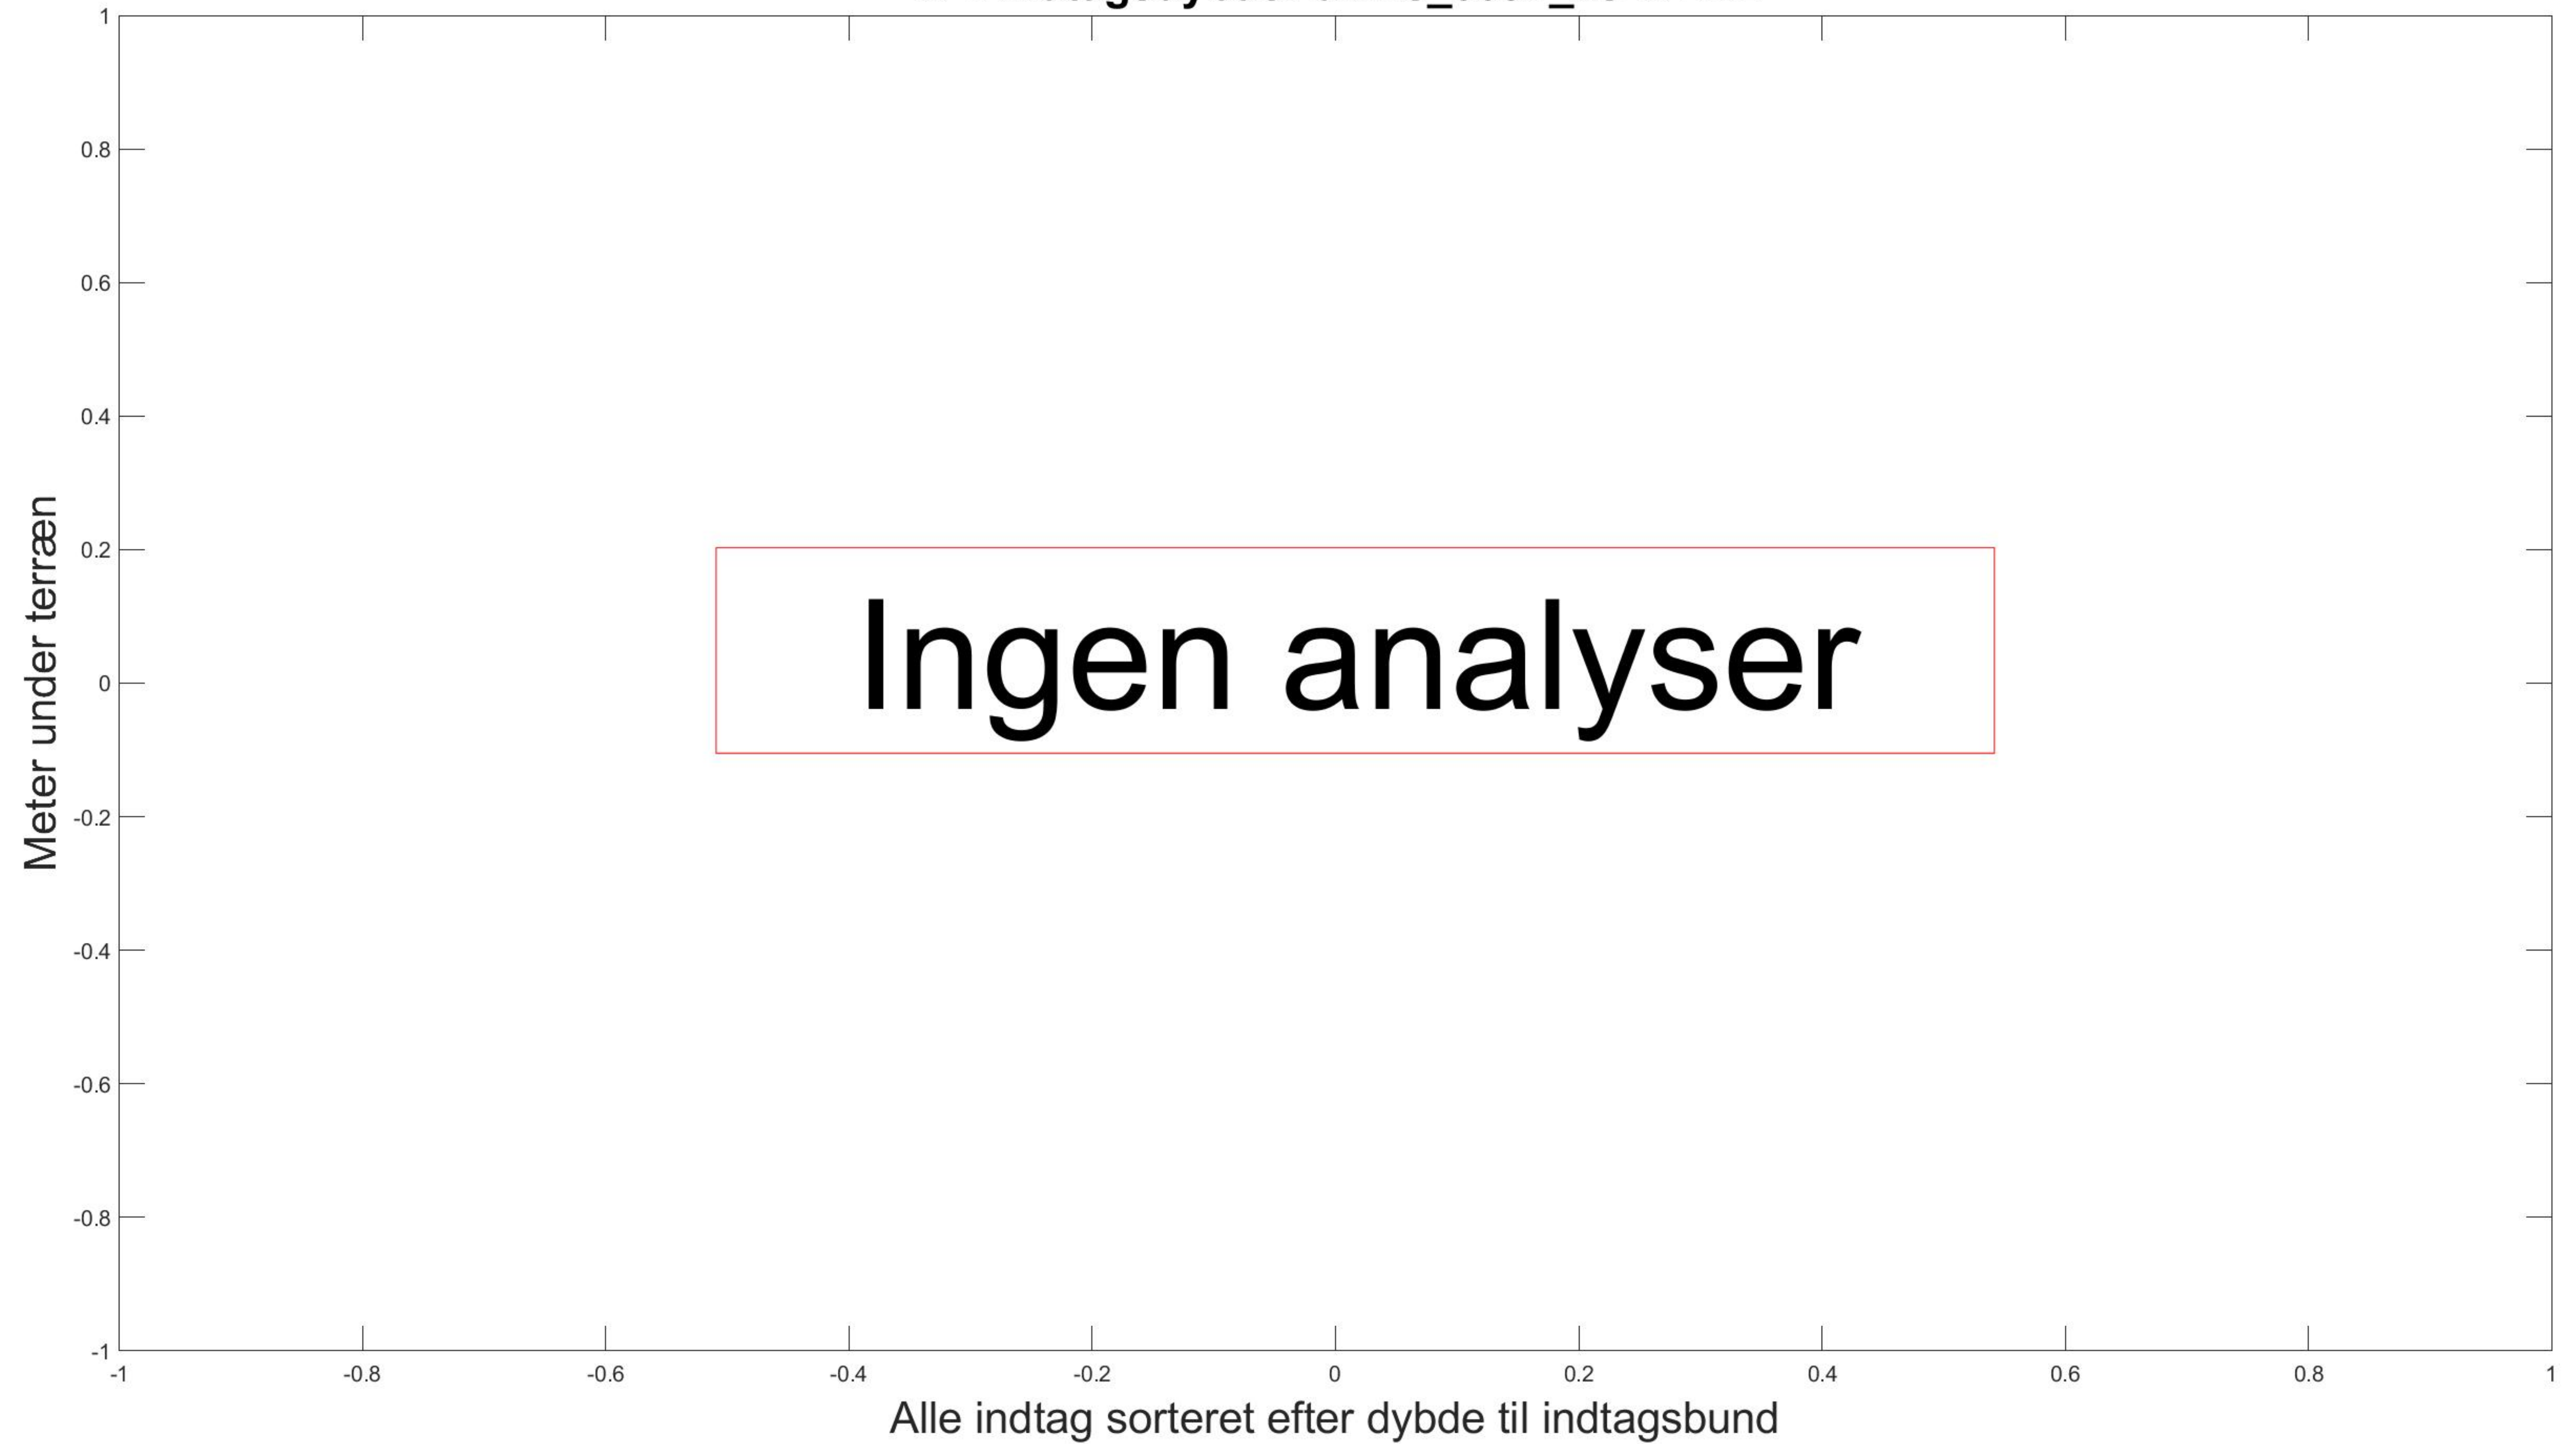 1
0.8
0.6
0.4
0.2
0
-0.2
-0.4
-0.6
-0.8
-1
Meter under terræn
Ingen analyser
-1 -0.8 -0.6 -0.4 -0.2 0 0.2 0.4 0.6 0.8 1
Alle indtag sorteret efter dybde til indtagsbund